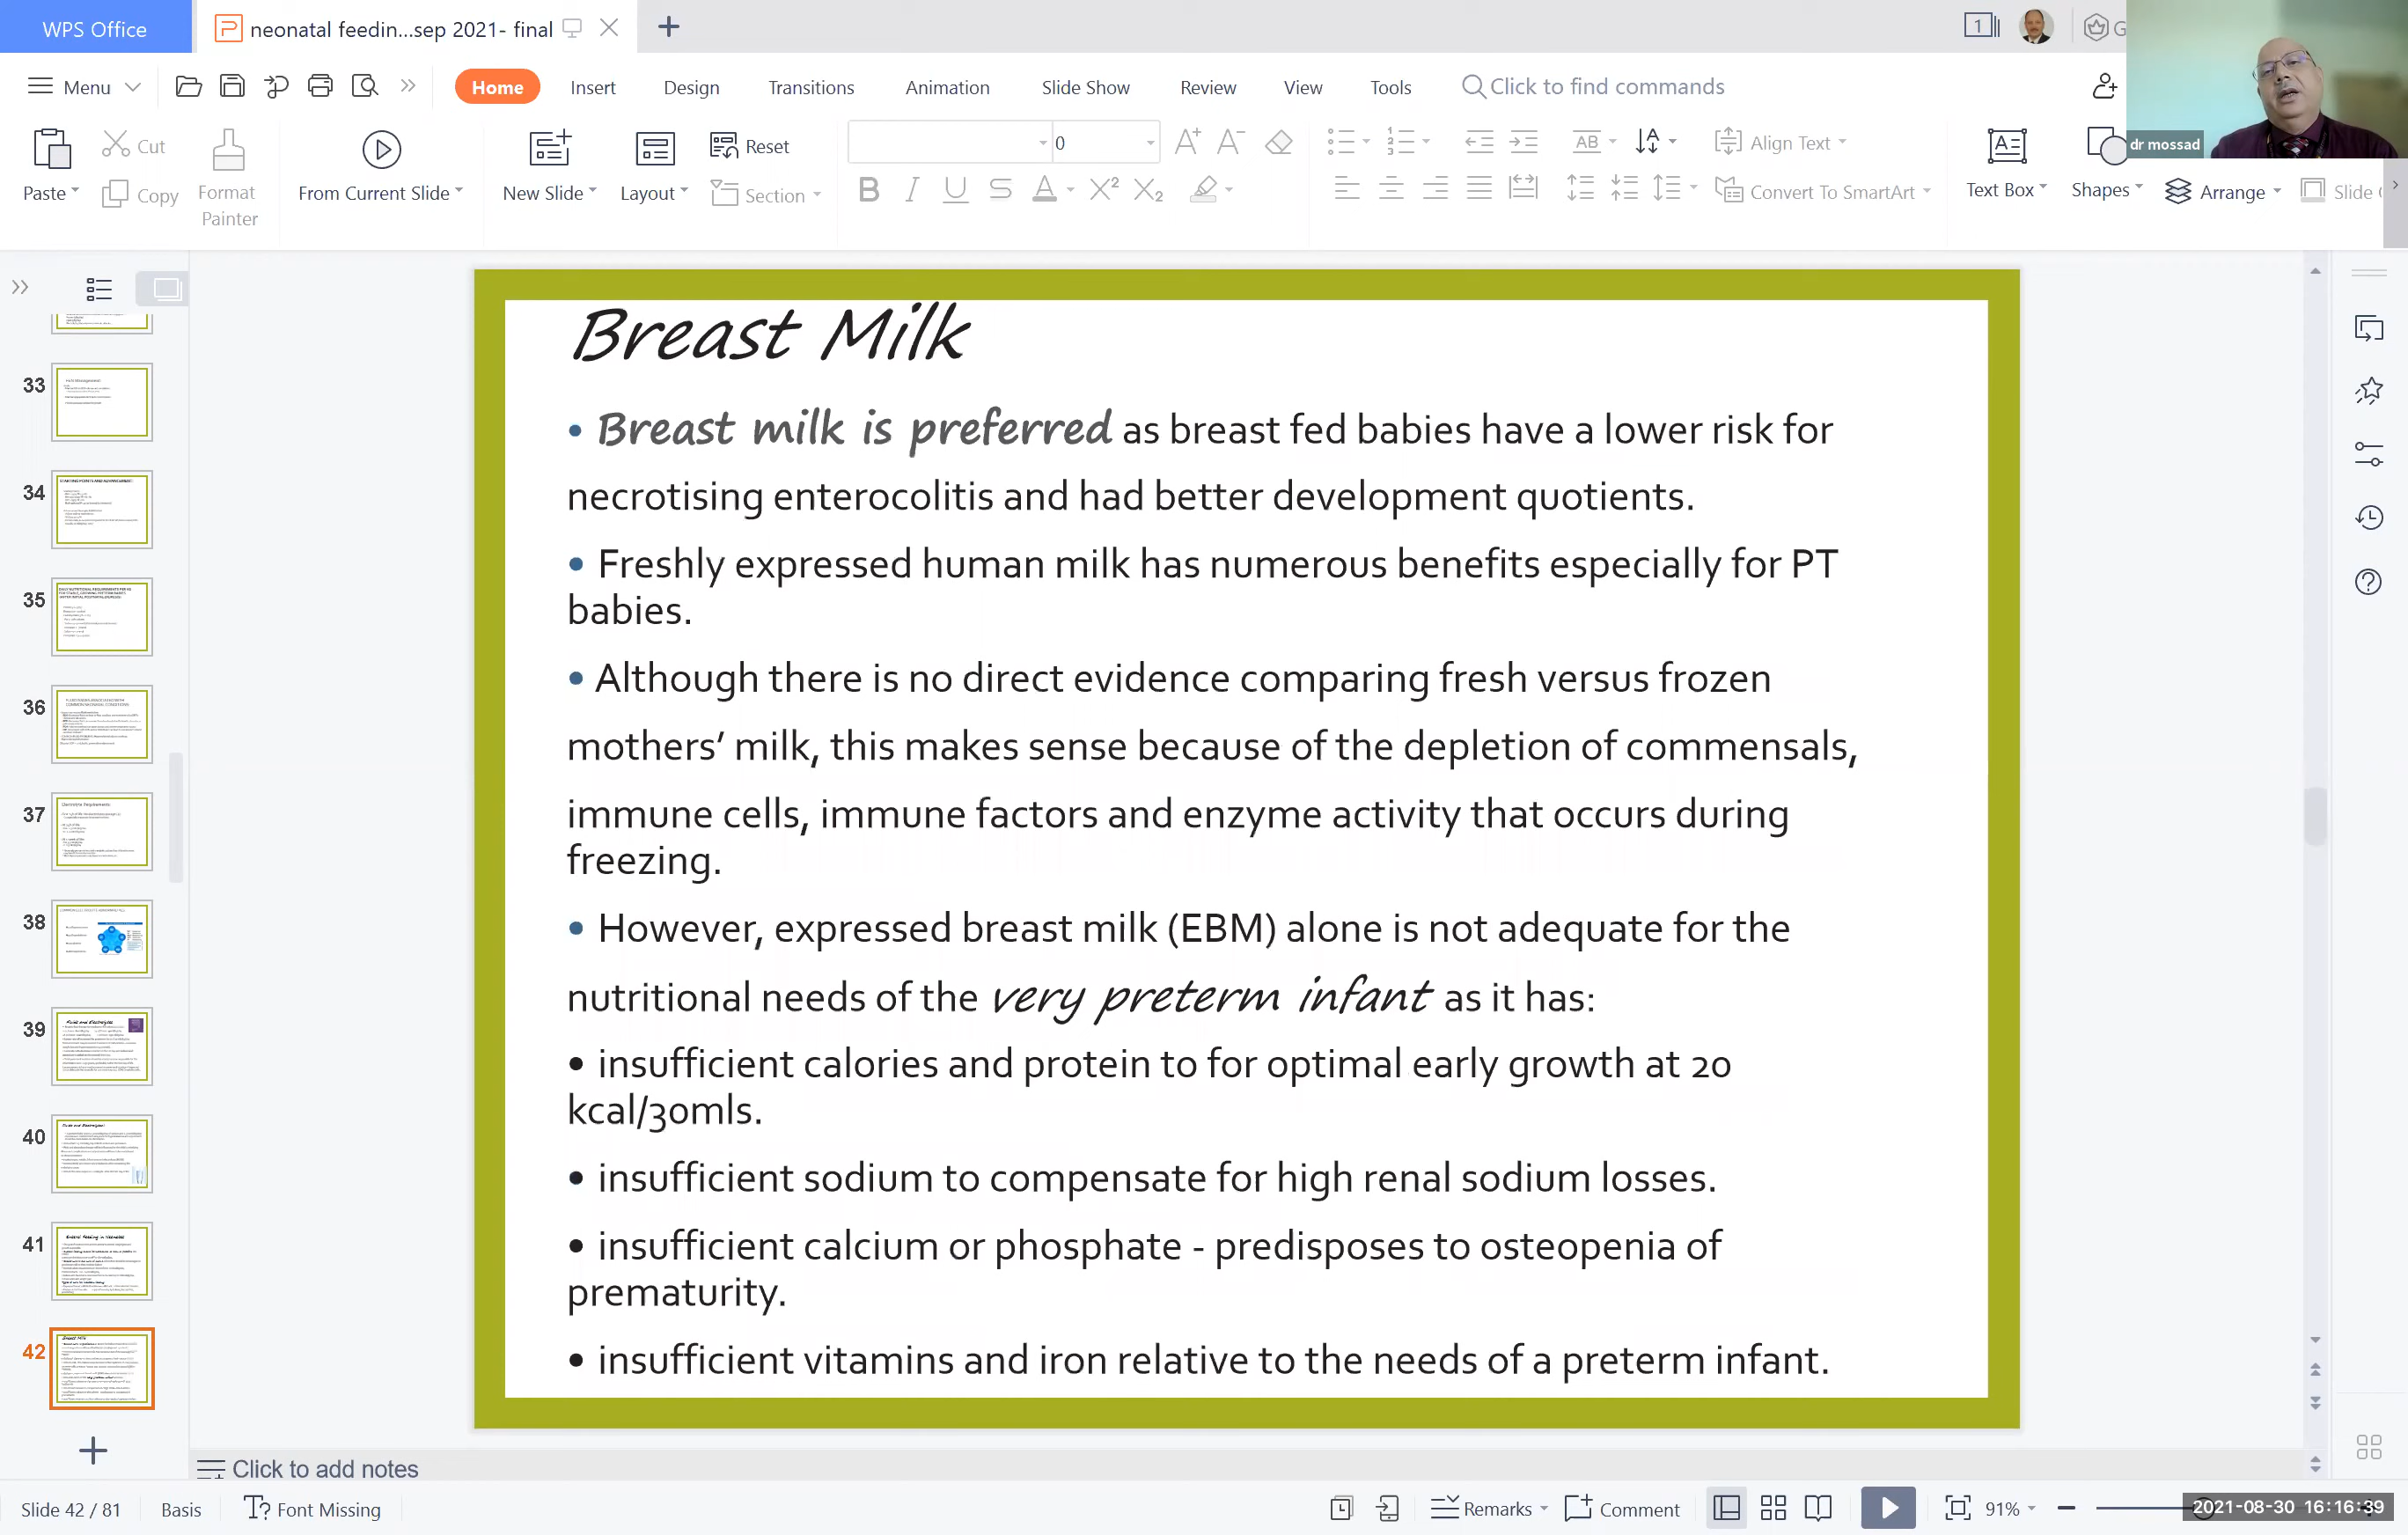 WPS Office
neonatal feedin...sep 2021- final
1
G
Menu
Home
Insert
Design
Transitions
Animation
Slide Show
Review
View
Tools
Click to find commands
dr mossad
Paste
Cut
Copy
Format
Painter
From Current Slide
New Slide
Layout
Reset
Section
0
Align Text
Convert To SmartArt
Text Box
Shapes
Arrange
Slide
33
34
35
36
37
38
39
40
41
42
Breast Milk
• Breast milk is preferred as breast fed babies have a lower risk for
necrotising enterocolitis and had better development quotients.
• Freshly expressed human milk has numerous benefits especially for PT
babies.
• Although there is no direct evidence comparing fresh versus frozen
mothers’ milk, this makes sense because of the depletion of commensals,
immune cells, immune factors and enzyme activity that occurs during
freezing.
• However, expressed breast milk (EBM) alone is not adequate for the
nutritional needs of the very preterm infant as it has:
• insufficient calories and protein to for optimal early growth at 20
kcal/30mls.
• insufficient sodium to compensate for high renal sodium losses.
• insufficient calcium or phosphate - predisposes to osteopenia of
prematurity.
• insufficient vitamins and iron relative to the needs of a preterm infant.
Click to add notes
Slide 42 / 81
Basis
Font Missing
Remarks
Comment
91%
2021-08-30 16:16:39